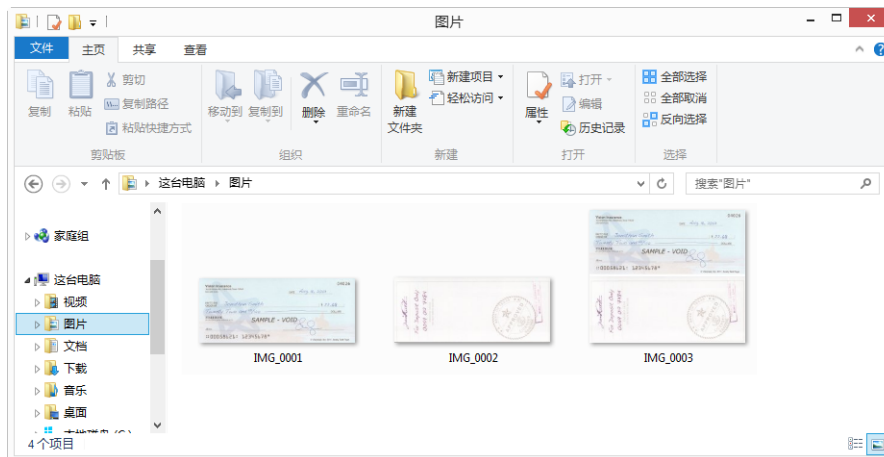 图片
文件 主页 共享 查看
复制
粘贴
剪切
复制路径
粘贴快捷方式
剪贴板
移动到 复制到 删除 重命名
组织
新建
文件夹
新建项目
轻松访问
新建
属性
打开
编辑
历史记录
打开
全部选择
全部取消
反向选择
选择
这台电脑 图片
搜索"图片"
家庭组
这台电脑
视频
图片
文档
下载
音乐
桌面
SAMPLE - VOID
IMG_0001
For Deposit Only
IMG_0002
SAMPLE - VOID
For Deposit Only
IMG_0003
4 个项目